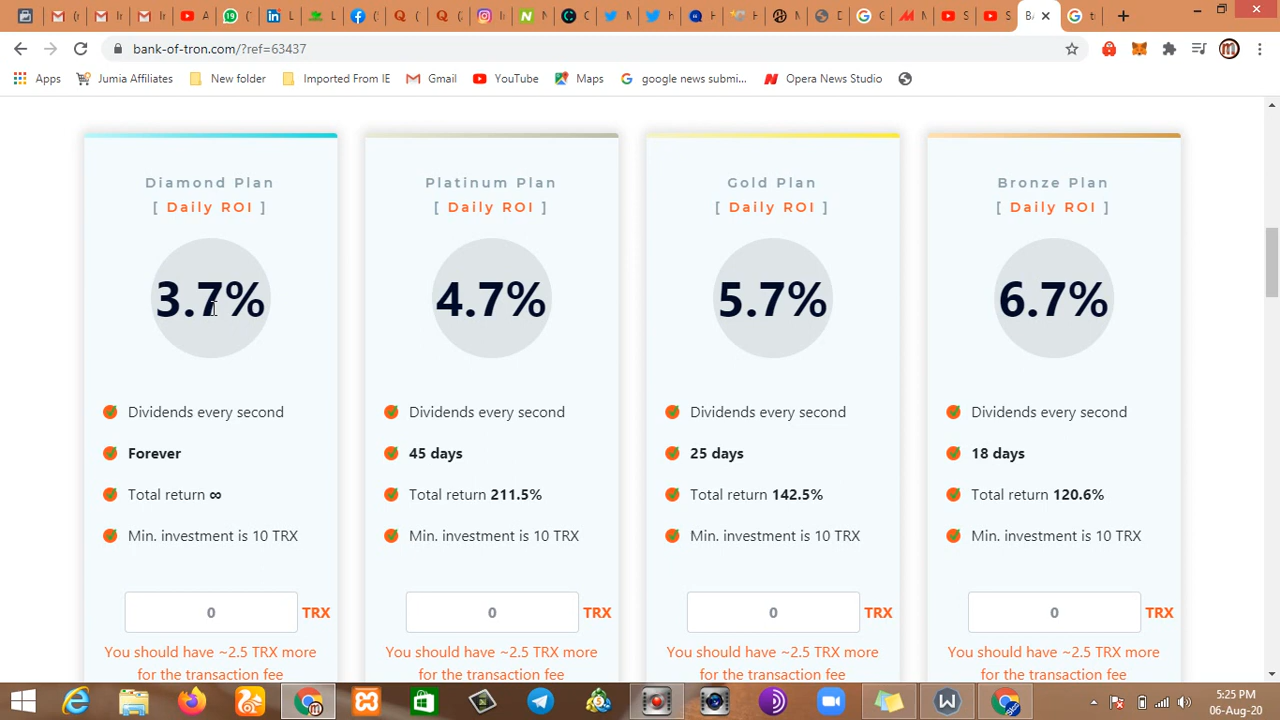 bank-of-tron.com/?ref=63437
Apps
Jumia Affiliates
New folder
Imported From IE
Gmail
YouTube
Maps
google news submi...
Opera News Studio
Diamond Plan
[ Daily ROI ]
3.7%
Dividends every second
Forever
Total return ∞
Min. investment is 10 TRX
0 TRX
You should have ~2.5 TRX more
for the transaction fee
Platinum Plan
[ Daily ROI ]
4.7%
Dividends every second
45 days
Total return 211.5%
Min. investment is 10 TRX
0 TRX
You should have ~2.5 TRX more
for the transaction fee
Gold Plan
[ Daily ROI ]
5.7%
Dividends every second
25 days
Total return 142.5%
Min. investment is 10 TRX
0 TRX
You should have ~2.5 TRX more
for the transaction fee
Bronze Plan
[ Daily ROI ]
6.7%
Dividends every second
18 days
Total return 120.6%
Min. investment is 10 TRX
0 TRX
You should have ~2.5 TRX more
for the transaction fee
5:25 PM
06-Aug-20